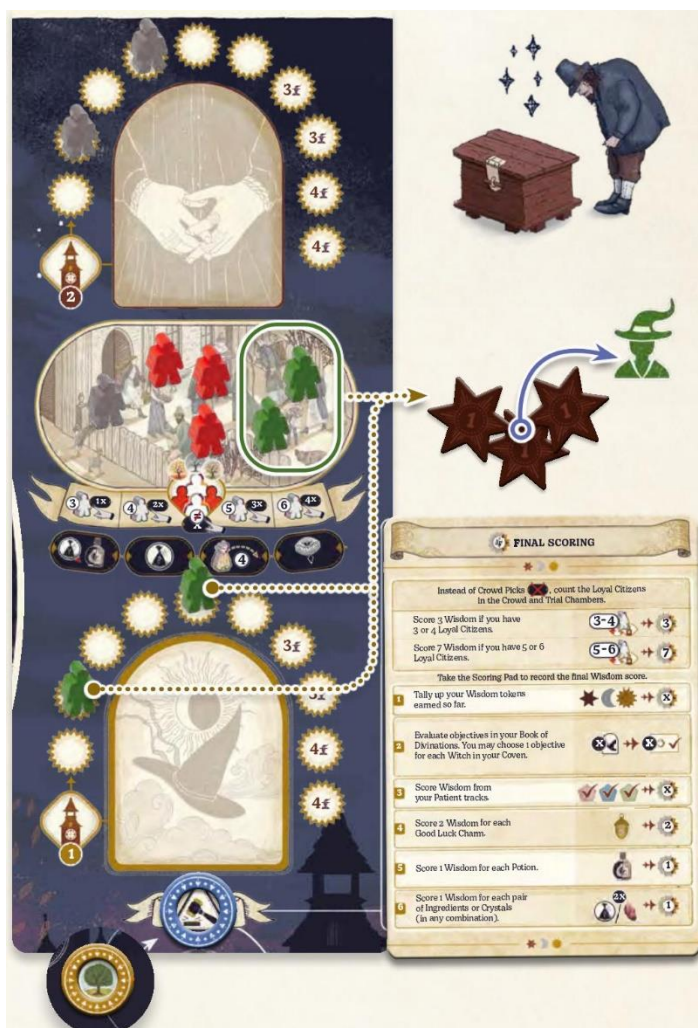 3£
3£
4£
4£
2
1
1
1
3
1x
4
2x
5
3x
6
4x
≠
x
4
3£
4£
4£
1
FINAL SCORING
Instead of Crowd Picks , count the Loyal Citizens
in the Crowd and Trial Chambers.
Score 3 Wisdom if you have
3 or 4 Loyal Citizens.
3-4
3
Score 7 Wisdom if you have 5 or 6
Loyal Citizens.
5-6
7
Take the Scoring Pad to record the final Wisdom score.
1
Tally up your Wisdom tokens
earned so far.
X
2
Evaluate objectives in your Book of
Divinations. You may choose 1 objective
for each Witch in your Coven.
X
X
3
Score Wisdom from
your Patient tracks.
X
4
Score 2 Wisdom for each
Good Luck Charm.
2
5
Score 1 Wisdom for each Potion.
1
6
Score 1 Wisdom for each pair
of Ingredients or Crystals
(in any combination).
2X
1